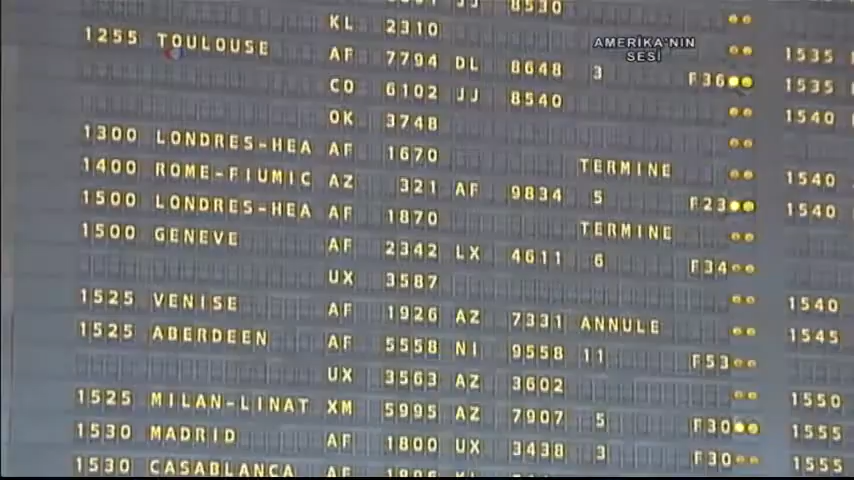 JJ 8530
KL 2310
AMERİKA'NIN
SESİ
1255 TOULOUSE AF 7794 DL 8648 3 F36
CO 6102 JJ 8540
OK 3748
1300 LONDRES-HEA AF 1670 TERMINE
1400 ROME-FIUMIC AZ 321 AF 9834 5 F23
1500 LONDRES-HEA AF 1870 TERMINE
1500 GENEVE AF 2342 LX 4611 6 F34
UX 3587
1525 VENISE AF 1926 AZ 7331 ANNULE
1525 ABERDEEN AF 5558 NI 9558 11 F53
UX 3563 AZ 3602
1525 MILAN-LINAT XM 5995 AZ 7907 5 F30
1530 MADRID AF 1800 UX 3438 3 F30
1530 CASABLANCA AF
1535
1535
1540
1540
1540
1540
1545
1550
1555
1555